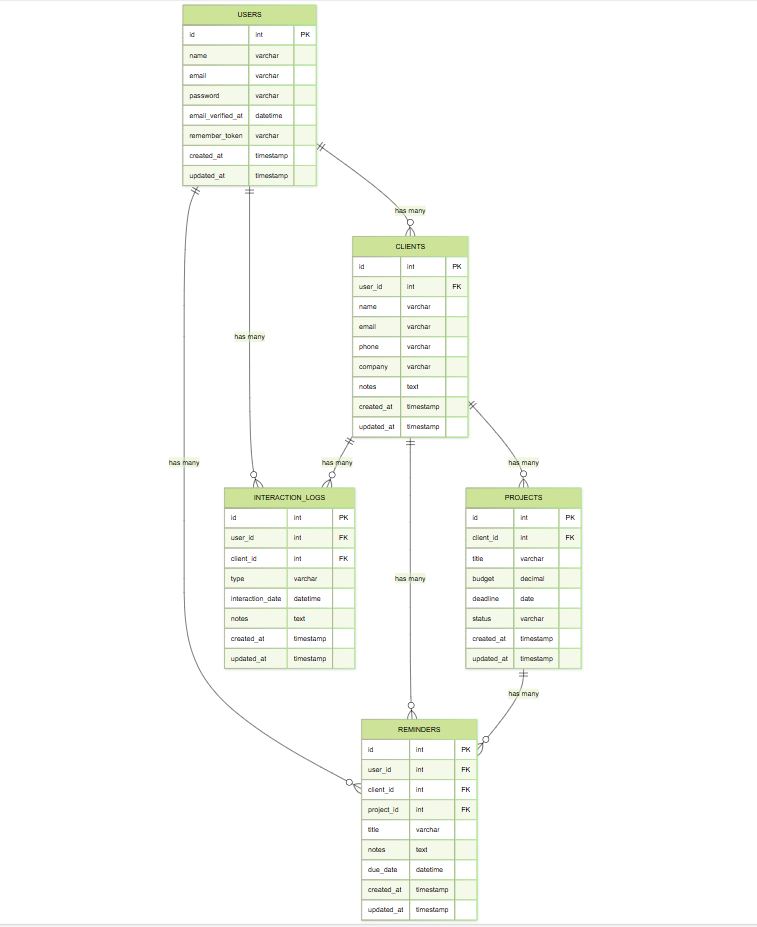 USERS
id int PK
name varchar
email varchar
password varchar
email_verified_at datetime
remember_token varchar
created_at timestamp
updated_at timestamp
has many
CLIENTS
id int PK
user_id int FK
name varchar
email varchar
phone varchar
company varchar
notes text
created_at timestamp
updated_at timestamp
has many
has many
has many
has many
INTERACTION_LOGS
id int PK
user_id int FK
client_id int FK
type varchar
interaction_date datetime
notes text
created_at timestamp
updated_at timestamp
PROJECTS
id int PK
client_id int FK
title varchar
budget decimal
deadline date
status varchar
created_at timestamp
updated_at timestamp
has many
has many
REMINDERS
id int PK
user_id int FK
client_id int FK
project_id int FK
title varchar
notes text
due_date datetime
created_at timestamp
updated_at timestamp